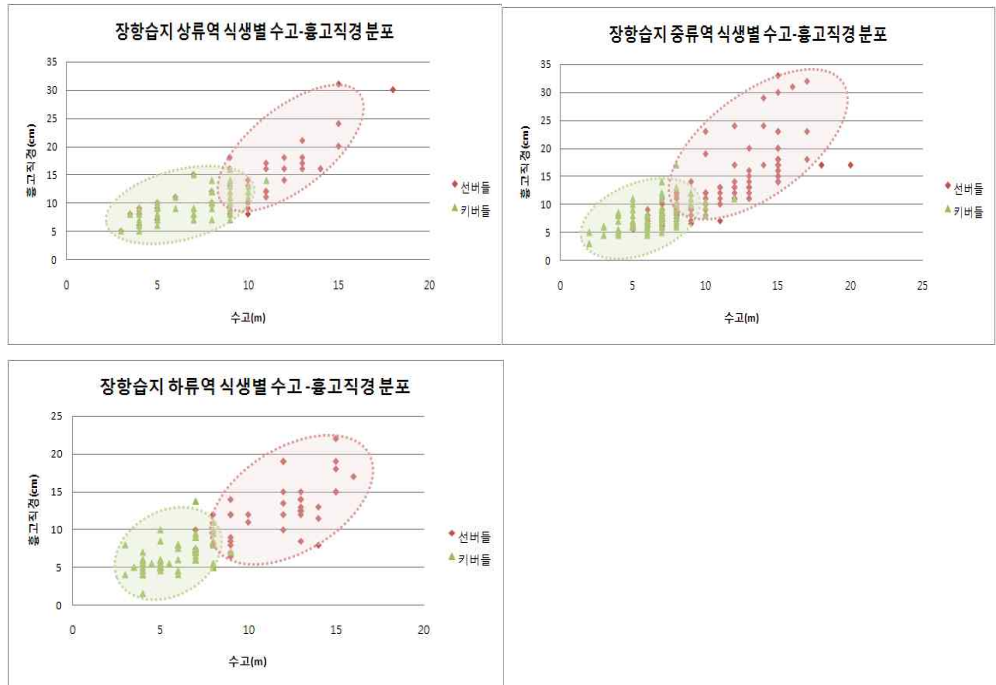 장항습지 상류역 식생별 수고-흉고직경 분포
흉고직경(cm)
35
30
25
20
15
10
5
0
0 5 10 15 20
수고(m)
선버들
키버들
장항습지 중류역 식생별 수고-흉고직경 분포
흉고직경(cm)
35
30
25
20
15
10
5
0
0 5 10 15 20 25
수고(m)
선버들
키버들
장항습지 하류역 식생별 수고 -흉고직경 분포
흉고직경(cm)
25
20
15
10
5
0
0 5 10 15 20
수고(m)
선버들
키버들